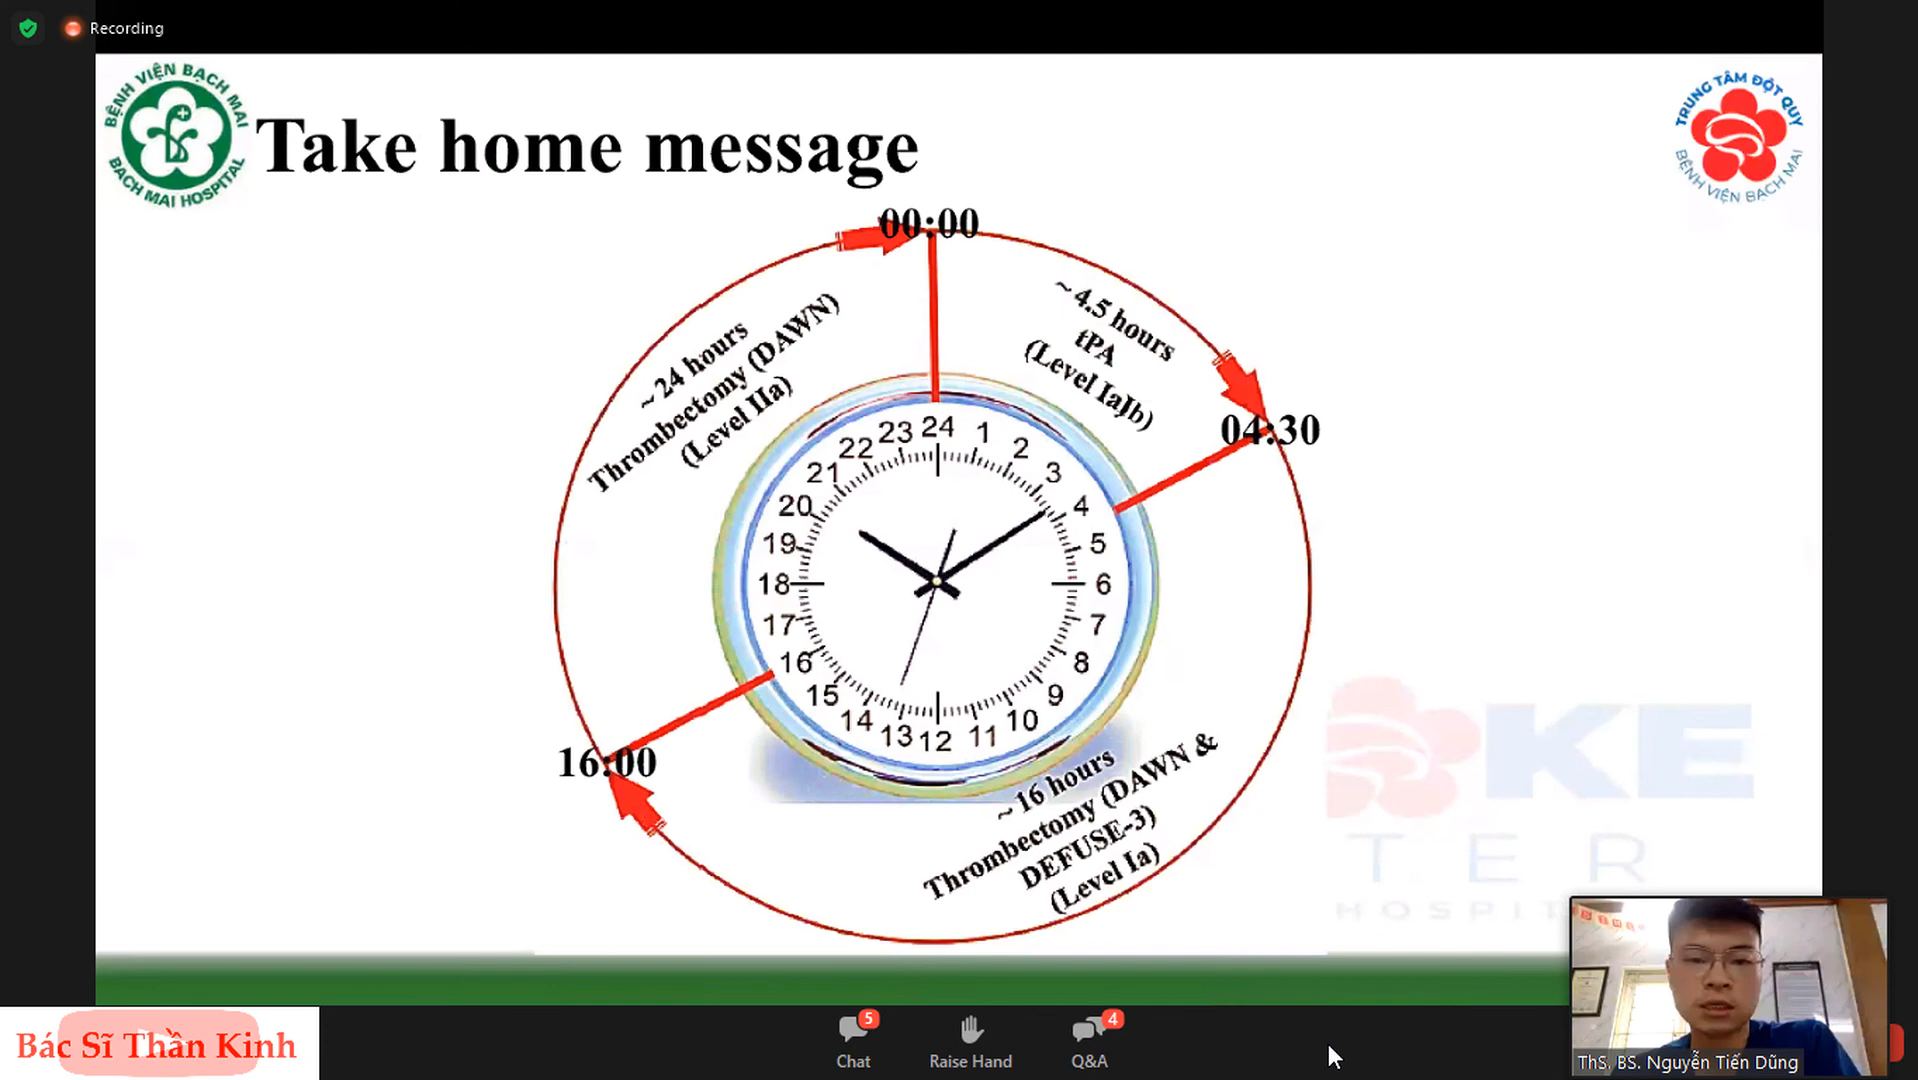 Recording
BỆNH VIỆN BẠCH MAI
BACH MAI HOSPITAL
Take home message
TRUNG TÂM ĐỘT QUỴ
BỆNH VIỆN BẠCH MAI
00:00
~ 4.5 hours
tPA
(Level Ia,Ib)
04:30
~ 24 hours
Thrombectomy (DAWN)
(Level IIa)
24
1
2
3
4
5
6
7
8
9
10
11
12
13
14
15
16
17
18
19
20
21
22
23
16:00
~ 16 hours
Thrombectomy (DAWN &
DEFUSE-3)
(Level Ia)
KE
TER
HOSPIT
Bác Sĩ Thần Kinh
5
Chat
Raise Hand
4
Q&A
ThS. BS. Nguyễn Tiến Dũng